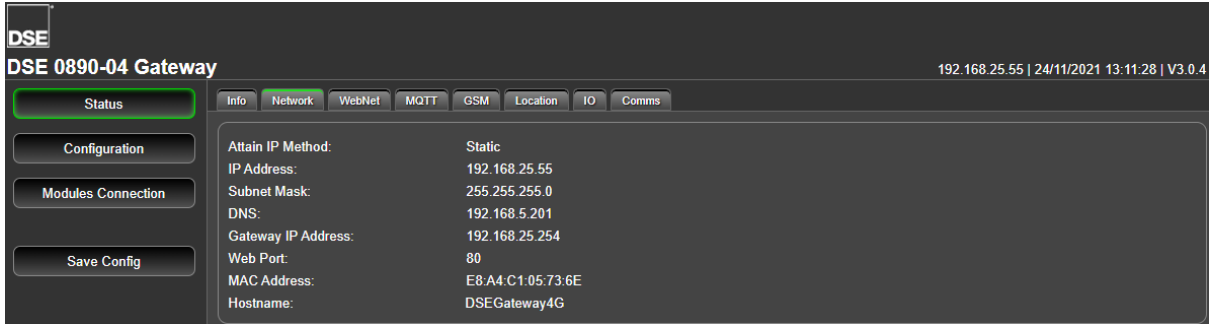 DSE
DSE 0890-04 Gateway
192.168.25.55 | 24/11/2021 13:11:28 | V3.0.4
Status
Info Network WebNet MQTT GSM Location IO Comms
Configuration
Modules Connection
Save Config
Attain IP Method: Static
IP Address: 192.168.25.55
Subnet Mask: 255.255.255.0
DNS: 192.168.5.201
Gateway IP Address: 192.168.25.254
Web Port: 80
MAC Address: E8:A4:C1:05:73:6E
Hostname: DSEGateway4G